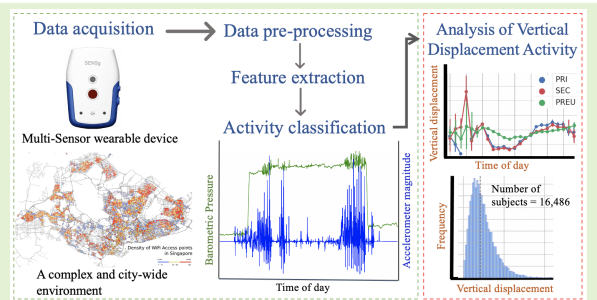 Data acquisition
SENSg
Multi-Sensor wearable device
Density of WiFi Access points
in Singapore
A complex and city-wide
environment
Data pre-processing
Feature extraction
Activity classification
Barometric Pressure
Accelerometer magnitude
Time of day
Analysis of Vertical
Displacement Activity
Vertical displacement
PRI
SEC
PREU
Time of day
Frequency
Number of
subjects = 16,486
Vertical displacement